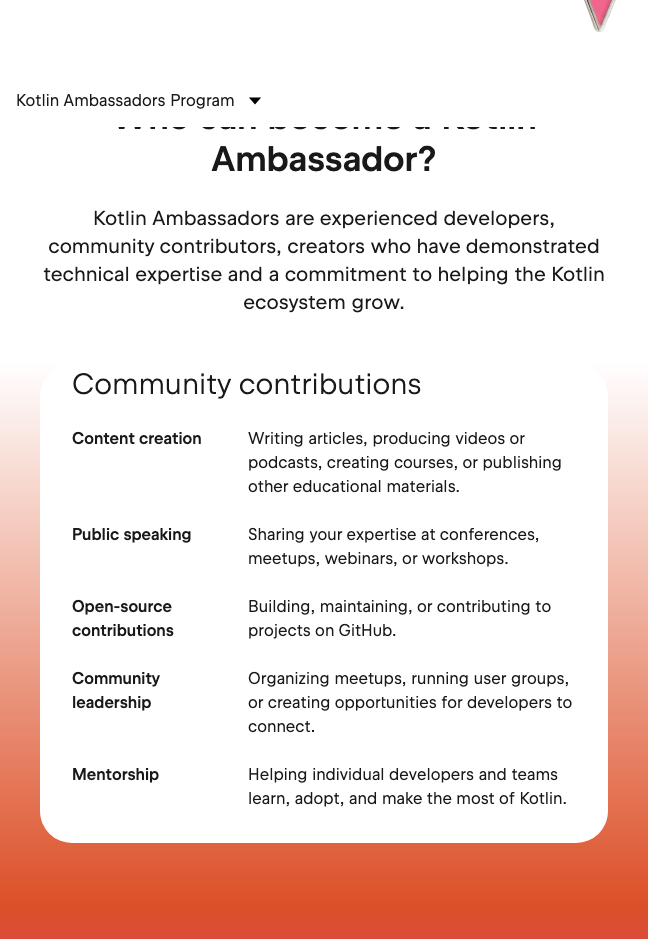 Kotlin Ambassadors Program
Who can become a Kotlin
Ambassador?
Kotlin Ambassadors are experienced developers,
community contributors, creators who have demonstrated
technical expertise and a commitment to helping the Kotlin
ecosystem grow.
Community contributions
Content creation
Writing articles, producing videos or
podcasts, creating courses, or publishing
other educational materials.
Public speaking
Sharing your expertise at conferences,
meetups, webinars, or workshops.
Open-source
contributions
Building, maintaining, or contributing to
projects on GitHub.
Community
leadership
Organizing meetups, running user groups,
or creating opportunities for developers to
connect.
Mentorship
Helping individual developers and teams
learn, adopt, and make the most of Kotlin.